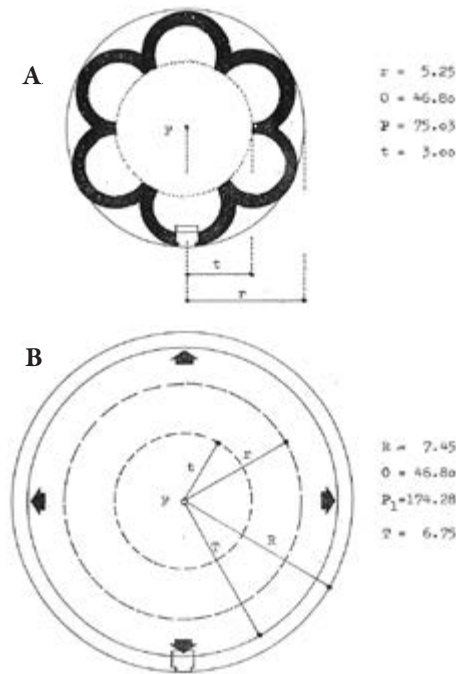 A
r = 5.25
O = 46.80
P = 75.03
t = 3.00
y
t
r
B
R = 7.45
O = 46.80
P₁=174.28
T = 6.75
t
r
y
T
R